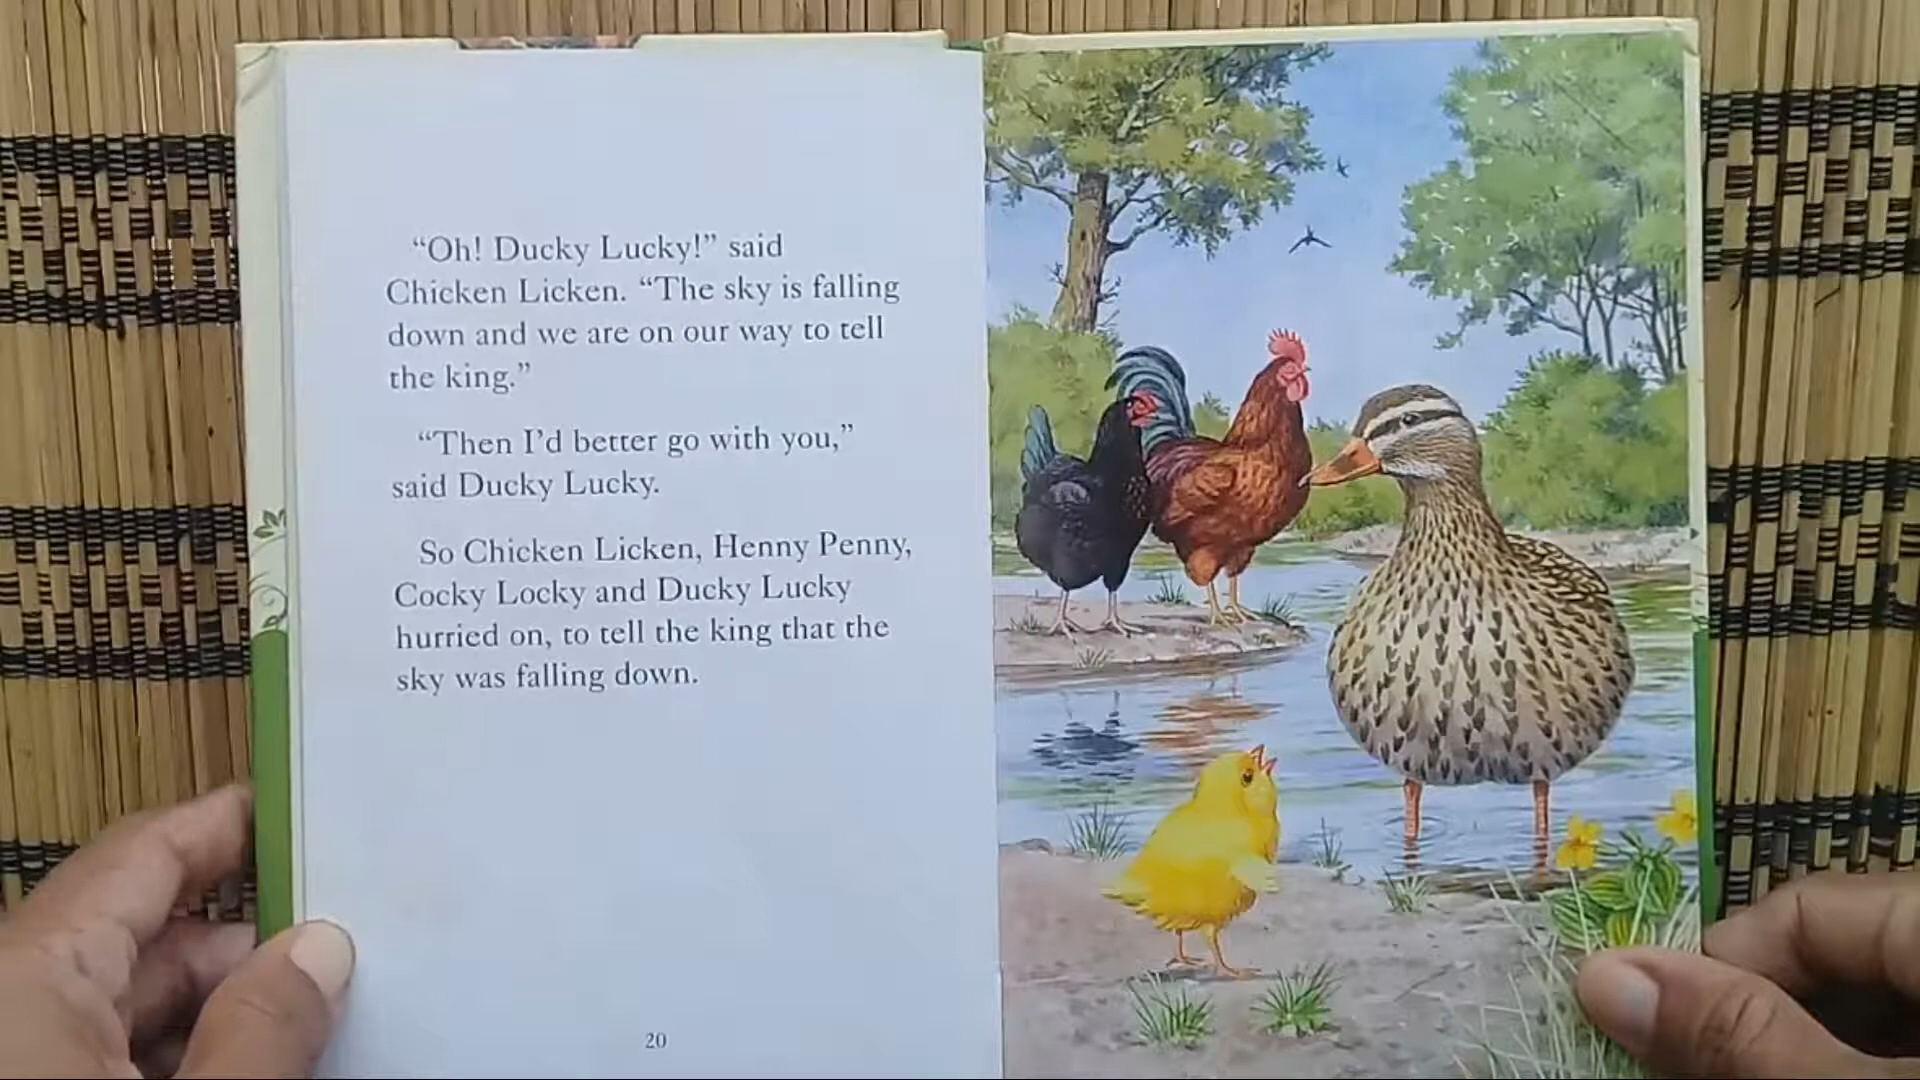 “Oh! Ducky Lucky!” said
Chicken Licken. “The sky is falling
down and we are on our way to tell
the king.”
“Then I’d better go with you,”
said Ducky Lucky.
So Chicken Licken, Henny Penny,
Cocky Locky and Ducky Lucky
hurried on, to tell the king that the
sky was falling down.
20